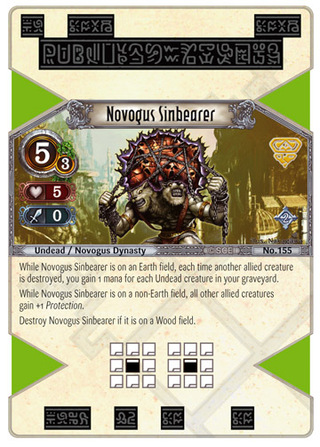 Novogus Sinbearer
5
3
5
0
Undead / Novogus Dynasty
SCE
No.155
While Novogus Sinbearer is on an Earth field, each time another allied creature
is destroyed, you gain 1 mana for each Undead creature in your graveyard.
While Novogus Sinbearer is on a non-Earth field, all other allied creatures
gain +1 Protection.
Destroy Novogus Sinbearer if it is on a Wood field.